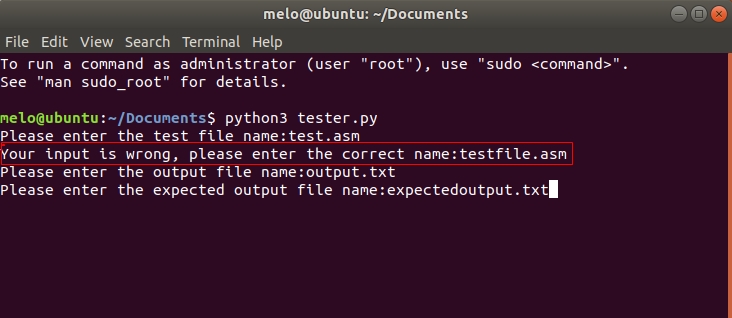 melo@ubuntu: ~/Documents
File Edit View Search Terminal Help
To run a command as administrator (user "root"), use "sudo <command>".
See "man sudo_root" for details.
melo@ubuntu:~/Documents$ python3 tester.py
Please enter the test file name:test.asm
Your input is wrong, please enter the correct name:testfile.asm
Please enter the output file name:output.txt
Please enter the expected output file name:expectedoutput.txt